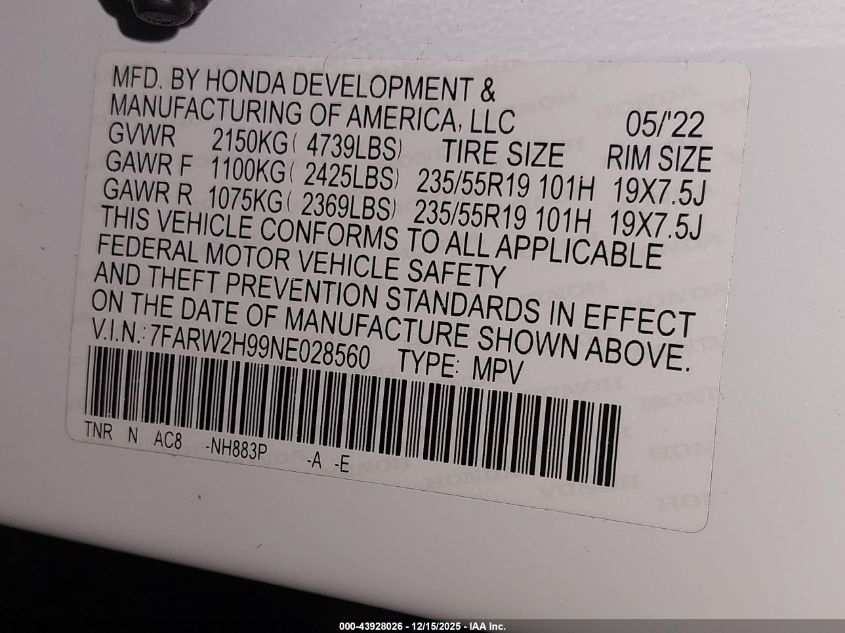 MFD. BY HONDA DEVELOPMENT &
MANUFACTURING OF AMERICA, LLC 05/'22
GVWR 2150KG( 4739LBS) TIRE SIZE RIM SIZE
GAWR F 1100KG( 2425LBS) 235/55R19 101H 19X7.5J
GAWR R 1075KG( 2369LBS) 235/55R19 101H 19X7.5J
THIS VEHICLE CONFORMS TO ALL APPLICABLE
FEDERAL MOTOR VEHICLE SAFETY
AND THEFT PREVENTION STANDARDS IN EFFECT
ON THE DATE OF MANUFACTURE SHOWN ABOVE.
V.I.N.: 7FARW2H99NE028560 TYPE: MPV
TNR N AC8 -NH883P -A -E
000-43928026 - 12/15/2025 - IAA Inc.